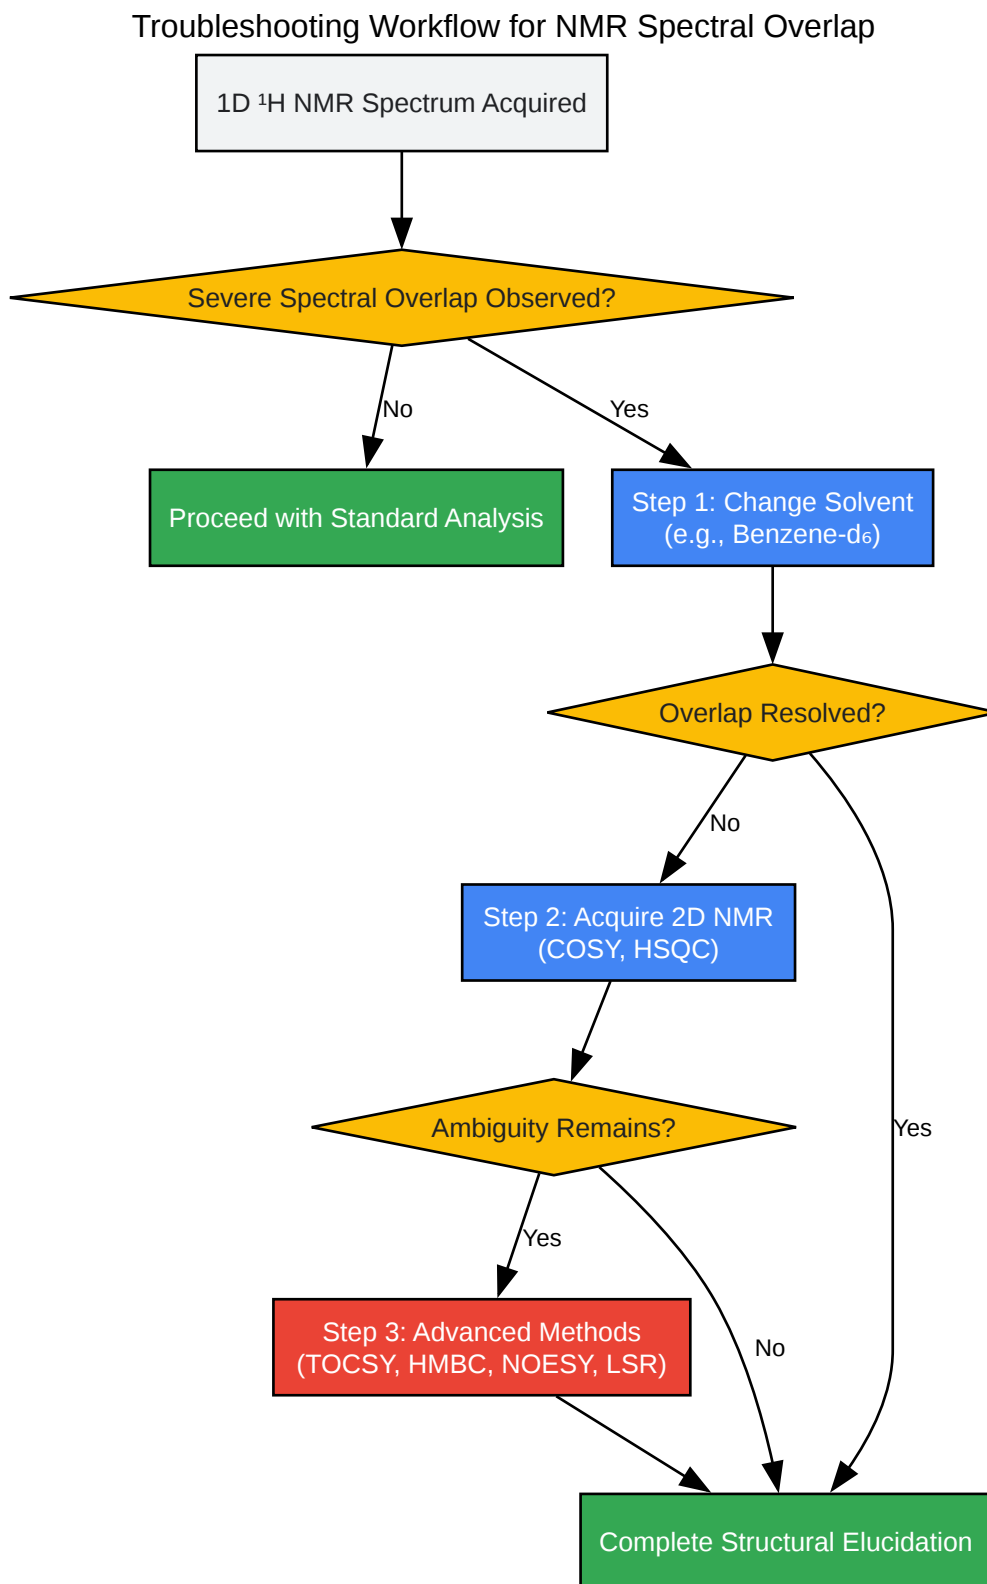 Troubleshooting Workflow for NMR Spectral Overlap
1D ¹H NMR Spectrum Acquired
Severe Spectral Overlap Observed?
No
Yes
Proceed with Standard Analysis
Step 1: Change Solvent
(e.g., Benzene-d₆)
Overlap Resolved?
No
Step 2: Acquire 2D NMR
(COSY, HSQC)
Ambiguity Remains?
Yes
Yes
No
Step 3: Advanced Methods
(TOCSY, HMBC, NOESY, LSR)
Complete Structural Elucidation